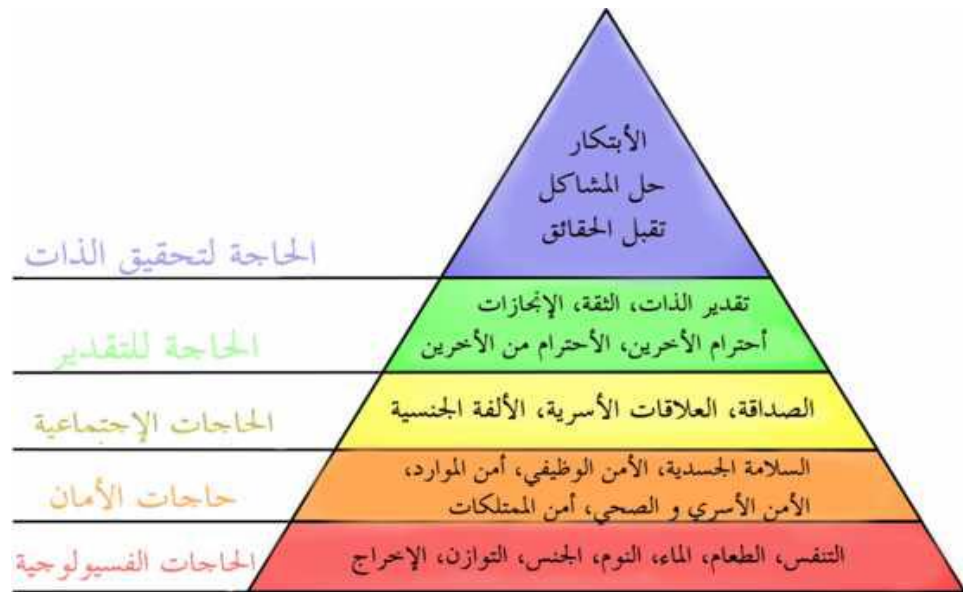 الأبتكار
حل المشاكل
تقبل الحقائق
الحاجة لتحقيق الذات
تقدير الذات، الثقة، الإنجازات
أحترام الأخرين، الأحترام من الأخرين
الحاجة للتقدير
الصداقة، العلاقات الأسرية، الألفة الجنسية
الحاجات الإجتماعية
السلامة الجسدية، الأمن الوظيفي، أمن الموارد،
الأمن الأسري و الصحي، أمن الممتلكات
حاجات الأمان
التنفس، الطعام، الماء، النوم، الجنس، التوازن، الإخراج
الحاجات الفسيولوجية